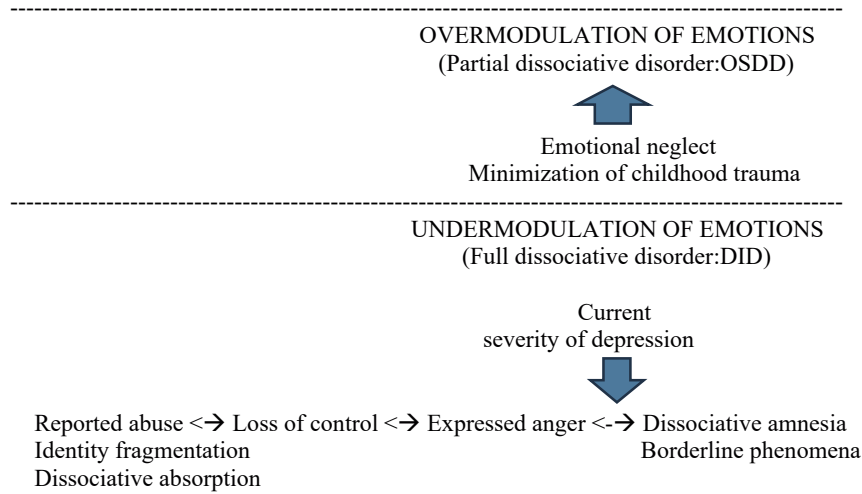 OVERMODULATION OF EMOTIONS
(Partial dissociative disorder:OSDD)
Emotional neglect
Minimization of childhood trauma
UNDERMODULATION OF EMOTIONS
(Full dissociative disorder:DID)
Current
severity of depression
Reported abuse <→ Loss of control <→ Expressed anger <-→ Dissociative amnesia
Identity fragmentation Borderline phenomena
Dissociative absorption